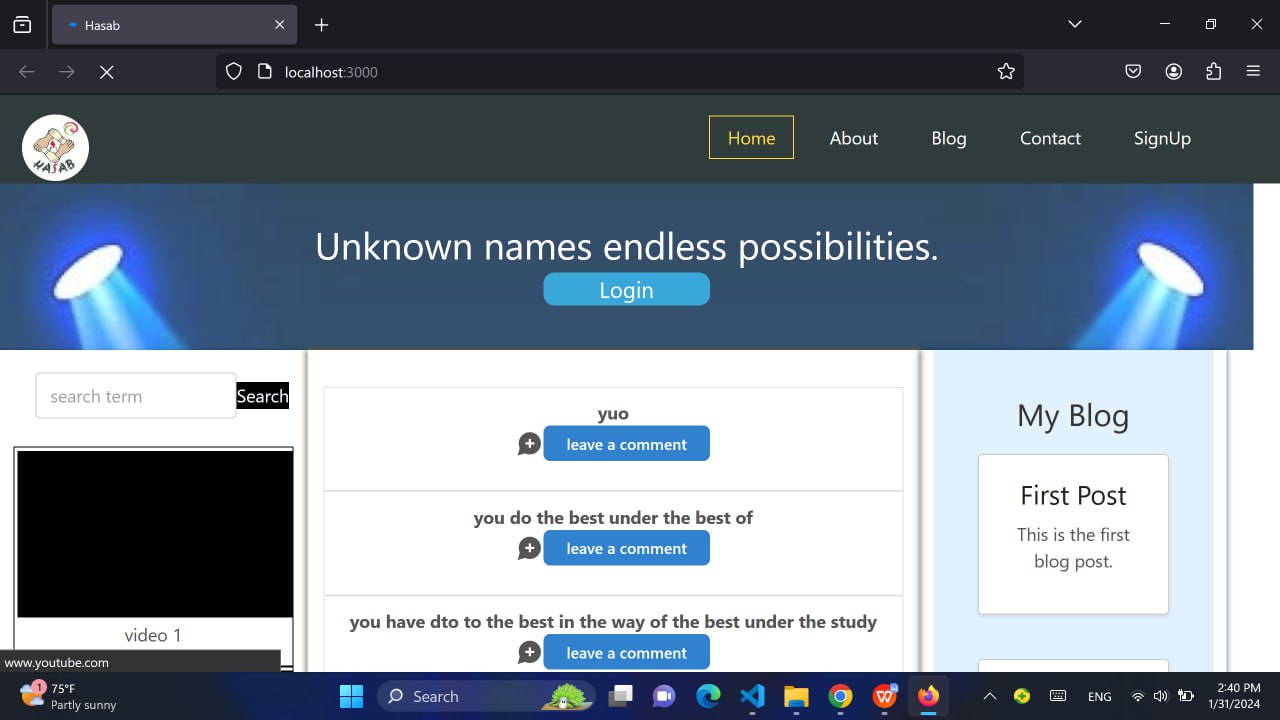 Hasab
localhost:3000
HASAB
Home About Blog Contact SignUp
Unknown names endless possibilities.
Login
search term Search
video 1
yuo
leave a comment
you do the best under the best of
leave a comment
you have dto to the best in the way of the best under the study
leave a comment
My Blog
First Post
This is the first
blog post.
www.youtube.com
1
75°F
Partly sunny
Search
ENG
2:40 PM
1/31/2024